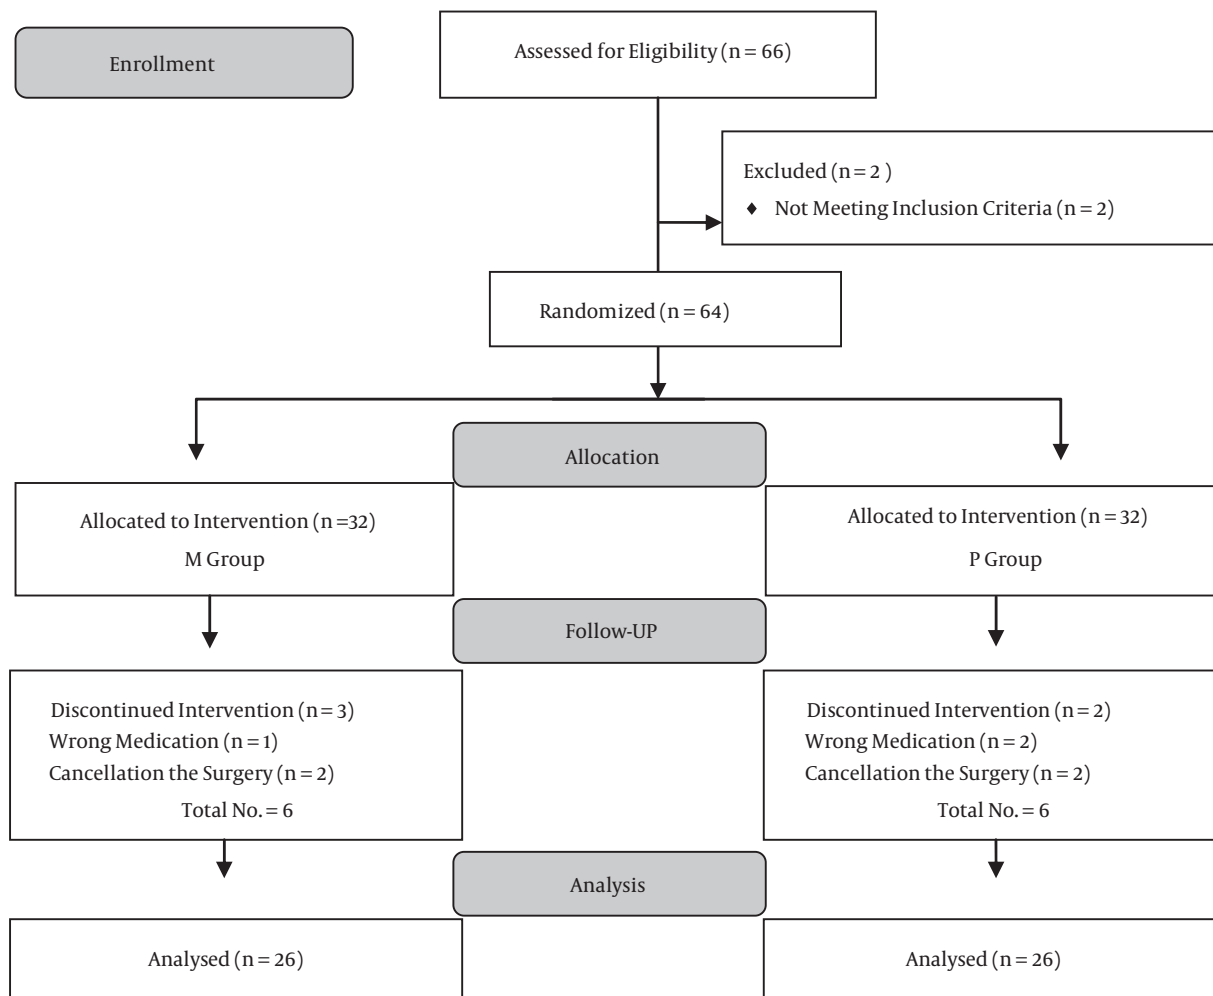 Enrollment
Assessed for Eligibility (n = 66)
Excluded (n = 2 )
♦ Not Meeting Inclusion Criteria (n = 2)
Randomized (n = 64)
Allocation
Allocated to Intervention (n =32)
M Group
Allocated to Intervention (n = 32)
P Group
Follow-UP
Discontinued Intervention (n = 3)
Wrong Medication (n = 1)
Cancellation the Surgery (n = 2)
Total No. = 6
Discontinued Intervention (n = 2)
Wrong Medication (n = 2)
Cancellation the Surgery (n = 2)
Total No. = 6
Analysis
Analysed (n = 26)
Analysed (n = 26)